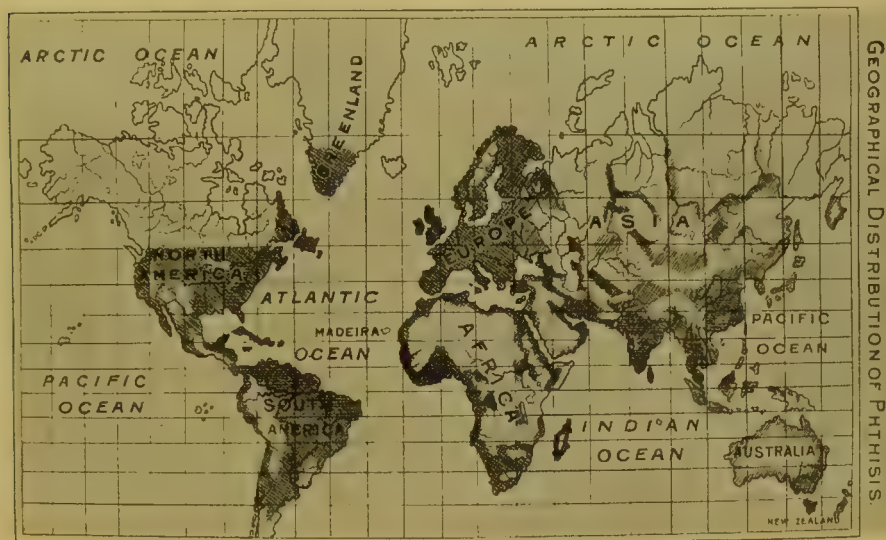 ARCTIC OCEAN
ARCTIC OCEAN
GREENLAND
EUROPE
ASIA
NORTH
AMERICA
ATLANTIC
OCEAN
MADEIRA
AFRICA
PACIFIC
OCEAN
PACIFIC
OCEAN
SOUTH
AMERICA
INDIAN
OCEAN
AUSTRALIA
NEW ZEALAND
GEOGRAPHICAL DISTRIBUTION OF PHTHISIS.